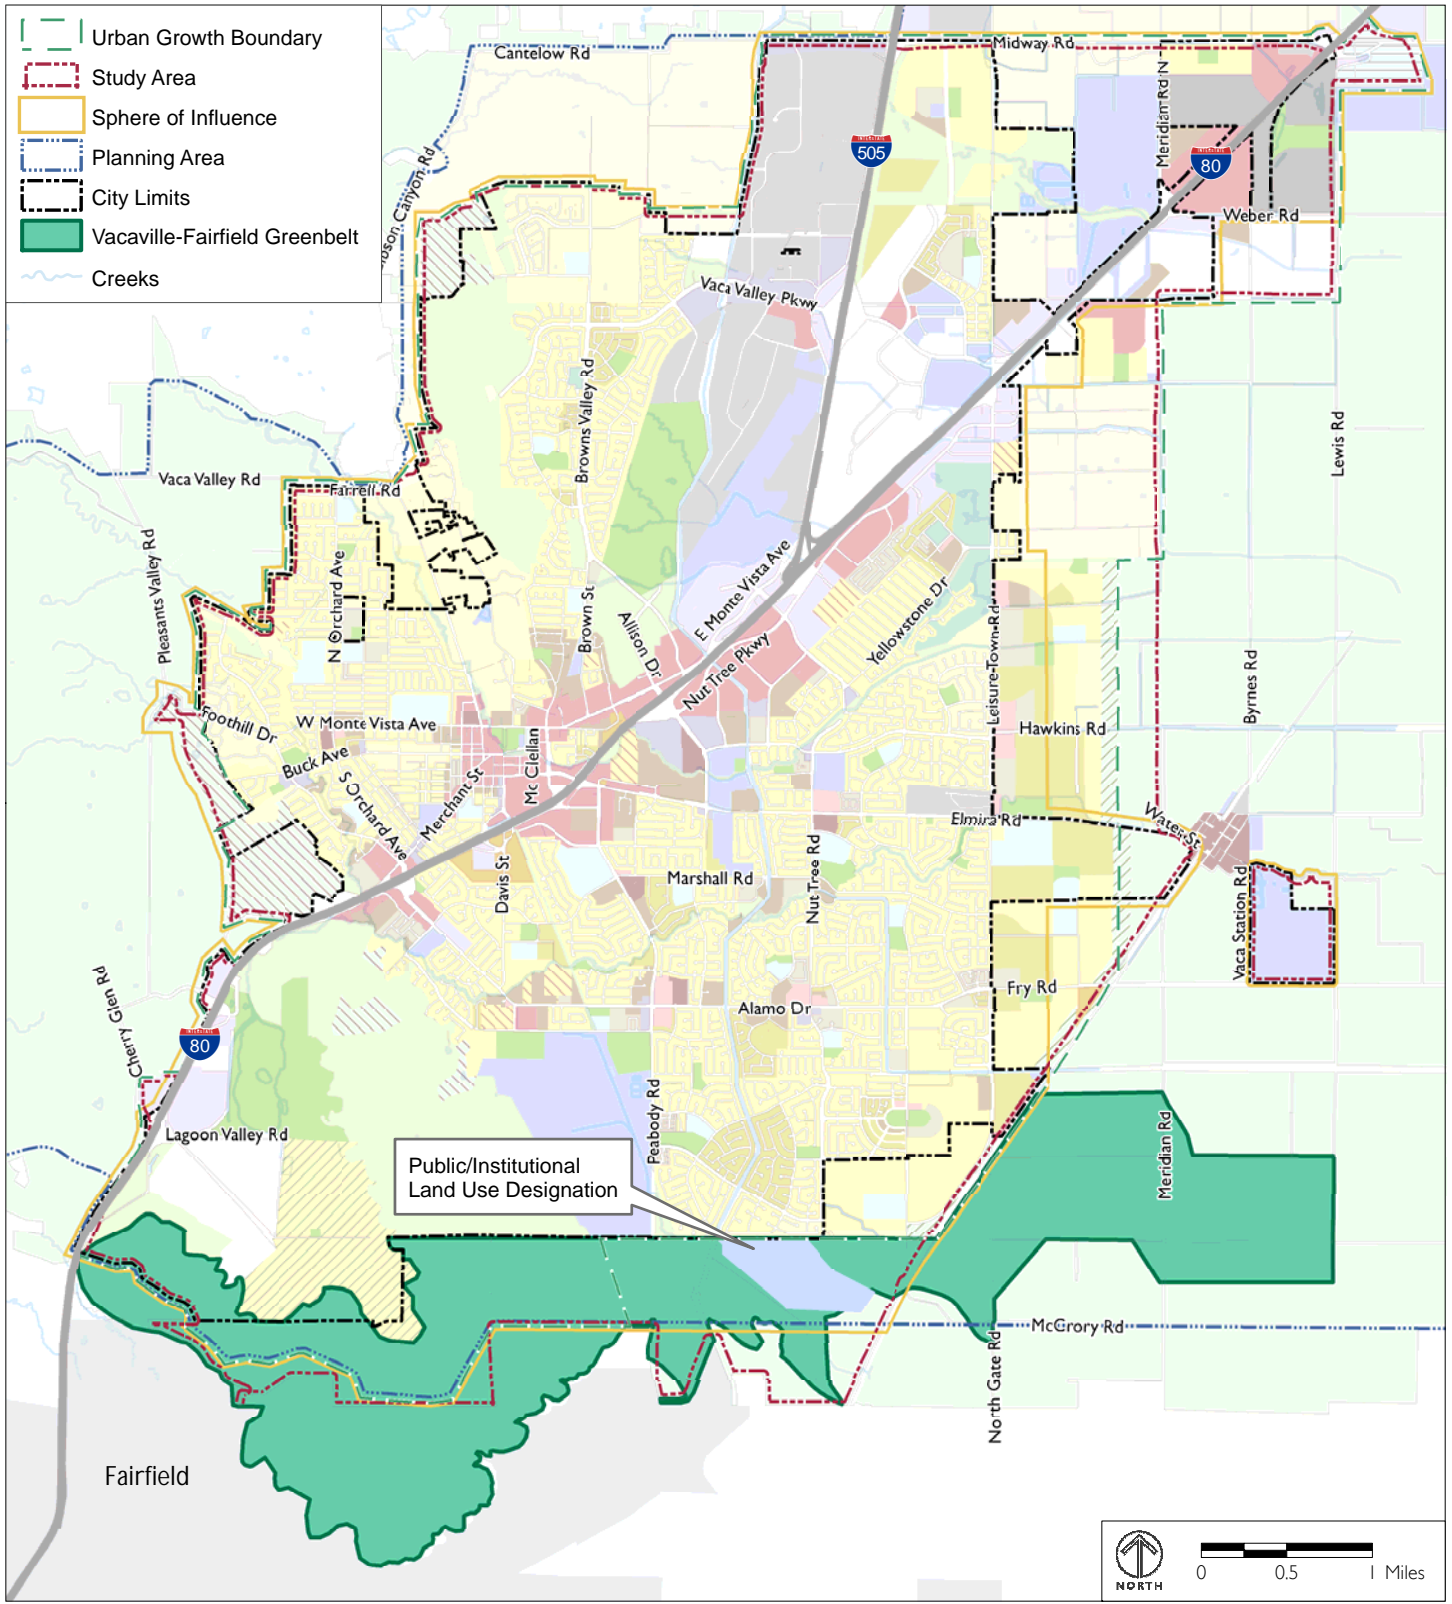 Urban Growth Boundary
Study Area
Sphere of Influence
Planning Area
City Limits
Vacaville-Fairfield Greenbelt
Creeks
Cantelow Rd
Midway Rd
Meridian Rd N
505
80
Weber Rd
Vaca Valley Pkwy
Browns Valley Rd
Lewis Rd
Vaca Valley Rd
Farrell Rd
Pleasants Valley Rd
N Orchard Ave
Brown St
Allison Dr
E Monte Vista Ave
Nut Tree Pkwy
Yellowstone Dr
Leisure Town Rd
Byrnes Rd
Foothill Dr
W Monte Vista Ave
Buck Ave
S Orchard Ave
Merchant St
Mc Clellan
Hawkins Rd
Elmira Rd
Water St
Davis St
Marshall Rd
Nut Tree Rd
Vaca Station Rd
Cherry Glen Rd
Fry Rd
Alamo Dr
80
Peabody Rd
Lagoon Valley Rd
Meridian Rd
Public/Institutional
Land Use Designation
McCrory Rd
North Gate Rd
Fairfield
NORTH
0 0.5 1 Miles